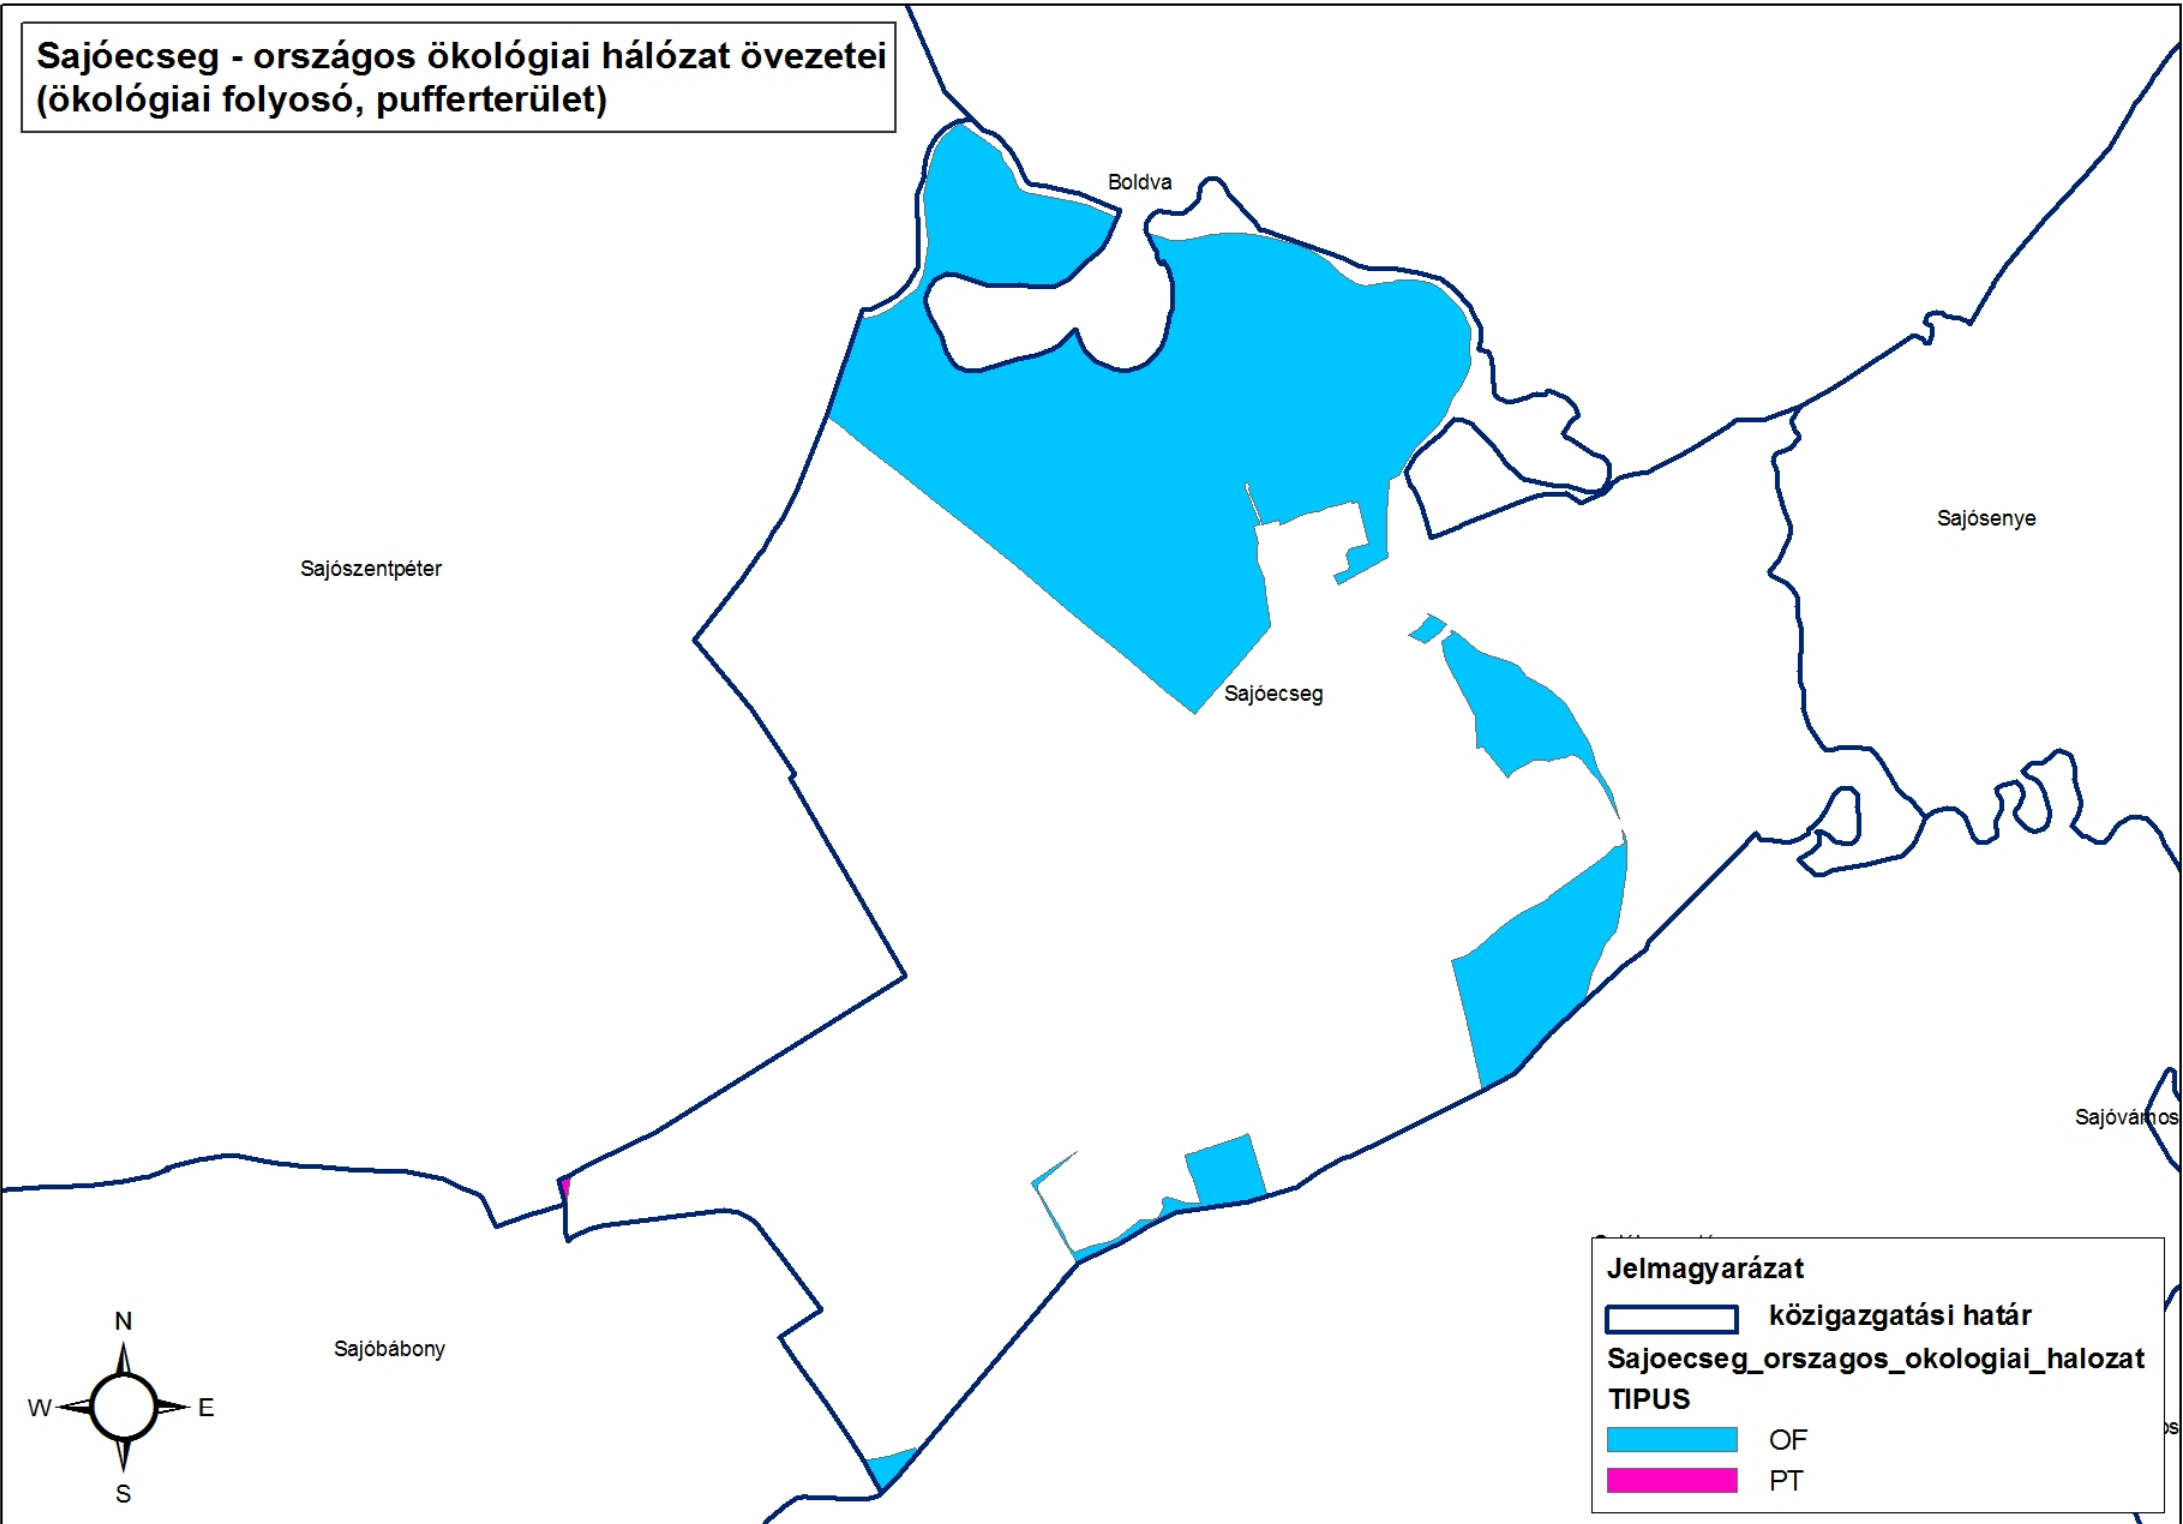 Sajóecseg - országos ökológiai hálózat övezetei
(ökológiai folyosó, pufferterület)
Boldva
Sajósenye
Sajószentpéter
Sajóecseg
Sajóvámos
Sajóbábony
N
W
E
S
Jelmagyarázat
közigazgatási határ
Sajoecseg_orszagos_okologiai_halozat
TIPUS
OF
PT